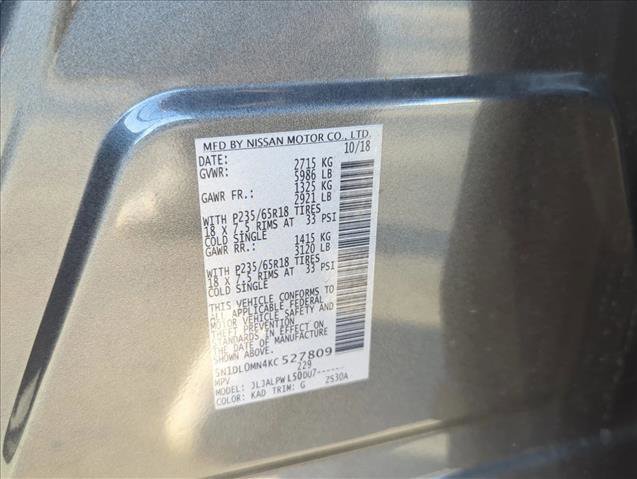 MFD BY NISSAN MOTOR CO., LTD.
DATE: 10/18
GVWR: 2715 KG
5986 LB
GAWR FR.: 1325 KG
2921 LB
WITH P235/65R18 TIRES
18 X 7.5 RIMS AT 33 PSI
COLD SINGLE
GAWR RR.: 1415 KG
3120 LB
WITH P235/65R18 TIRES
18 X 7.5 RIMS AT 33 PSI
COLD SINGLE
THIS VEHICLE CONFORMS TO
ALL APPLICABLE FEDERAL
MOTOR VEHICLE SAFETY AND
THEFT PREVENTION
STANDARDS IN EFFECT ON
THE DATE OF MANUFACTURE
SHOWN ABOVE.
5N1DL0MN4KC527809
MPV 229
MODEL: JLJALPWL50DU7------
COLOR: KAD TRIM: G ZS30A